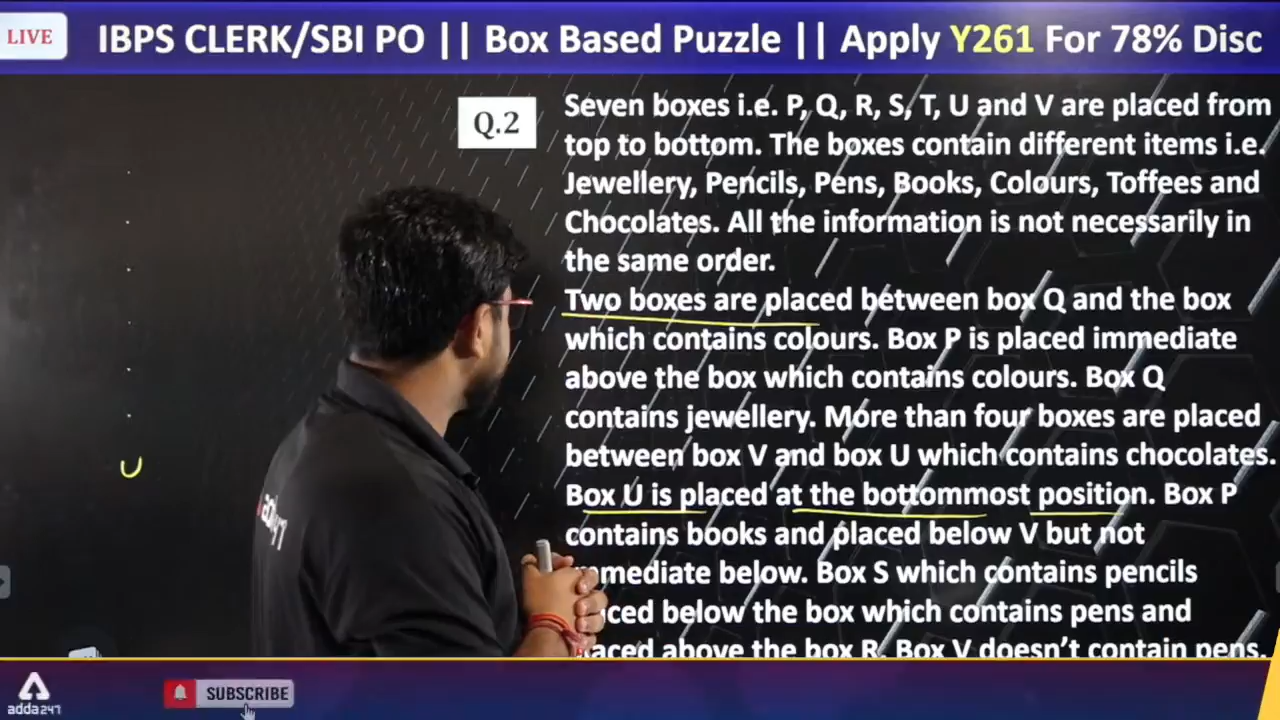 LIVE
IBPS CLERK/SBI PO || Box Based Puzzle || Apply Y261 For 78% Disc
Q.2
Seven boxes i.e. P, Q, R, S, T, U and V are placed from
top to bottom. The boxes contain different items i.e.
Jewellery, Pencils, Pens, Books, Colours, Toffees and
Chocolates. All the information is not necessarily in
the same order.
Two boxes are placed between box Q and the box
which contains colours. Box P is placed immediate
above the box which contains colours. Box Q
contains jewellery. More than four boxes are placed
between box V and box U which contains chocolates.
Box U is placed at the bottommost position. Box P
contains books and placed below V but not
mmediate below. Box S which contains pencils
ced below the box which contains pens and
aced above the box R. Box V doesn't contain pens.
U
adda247
SUBSCRIBE
adda247